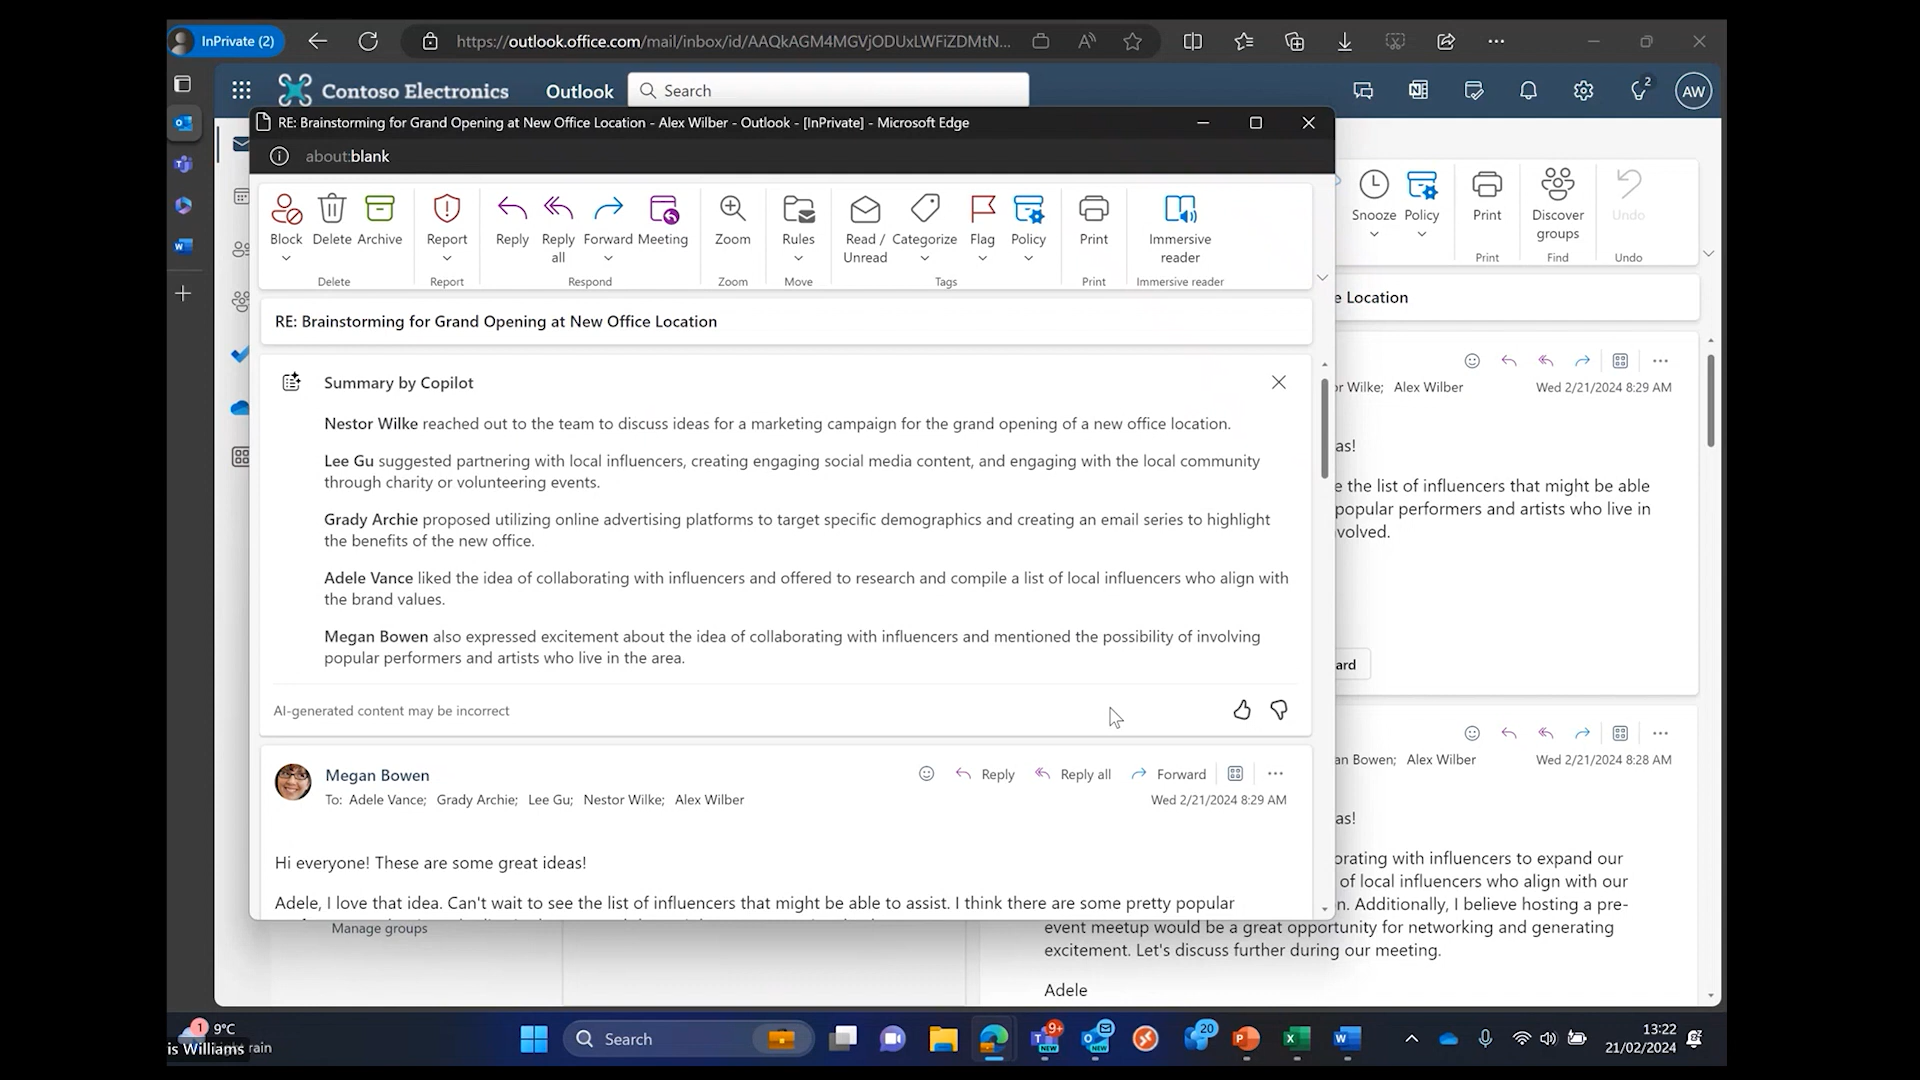 InPrivate (2)
https://outlook.office.com/mail/inbox/id/AAQkAGM4MGVjODUxLWFiZDMtN...
Contoso Electronics
Outlook
Search
2
AW
RE: Brainstorming for Grand Opening at New Office Location - Alex Wilber - Outlook - [InPrivate] - Microsoft Edge
about:blank
Block
Delete
Archive
Report
Reply
Reply all
Forward
Meeting
Zoom
Rules
Read / Unread
Categorize
Flag
Policy
Print
Immersive reader
Delete
Report
Respond
Zoom
Move
Tags
Print
Immersive reader
Snooze
Policy
Print
Discover groups
Undo
Print
Find
Undo
RE: Brainstorming for Grand Opening at New Office Location
Summary by Copilot
Nestor Wilke reached out to the team to discuss ideas for a marketing campaign for the grand opening of a new office location.
Lee Gu suggested partnering with local influencers, creating engaging social media content, and engaging with the local community
through charity or volunteering events.
Grady Archie proposed utilizing online advertising platforms to target specific demographics and creating an email series to highlight
the benefits of the new office.
Adele Vance liked the idea of collaborating with influencers and offered to research and compile a list of local influencers who align with
the brand values.
Megan Bowen also expressed excitement about the idea of collaborating with influencers and mentioned the possibility of involving
popular performers and artists who live in the area.
AI-generated content may be incorrect
Megan Bowen
Reply
Reply all
Forward
To: Adele Vance; Grady Archie; Lee Gu; Nestor Wilke; Alex Wilber
Wed 2/21/2024 8:29 AM
Hi everyone! These are some great ideas!
Adele, I love that idea. Can't wait to see the list of influencers that might be able to assist. I think there are some pretty popular
e Location
or Wilke; Alex Wilber
Wed 2/21/2024 8:29 AM
as!
e the list of influencers that might be able
popular performers and artists who live in
volved.
ard
an Bowen; Alex Wilber
Wed 2/21/2024 8:28 AM
as!
orating with influencers to expand our
of local influencers who align with our
n. Additionally, I believe hosting a pre-
event meetup would be a great opportunity for networking and generating
excitement. Let's discuss further during our meeting.
Adele
Manage groups
1
9°C
rain
is Williams
Search
9+
NEW
NEW
20
13:22
21/02/2024